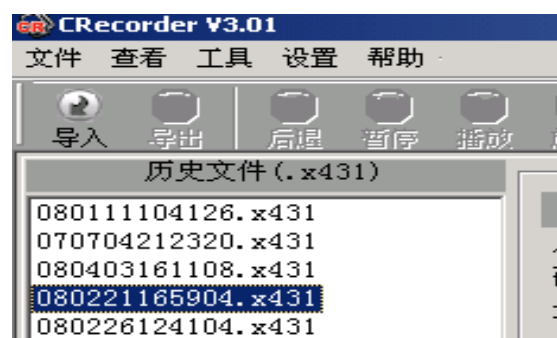 CRecorder V3.01
文件 查看 工具 设置 帮助
导入 导出 后退 暂停 播放
历史文件(.x431)
080111104126.x431
070704212320.x431
080403161108.x431
080221165904.x431
080226124104.x431